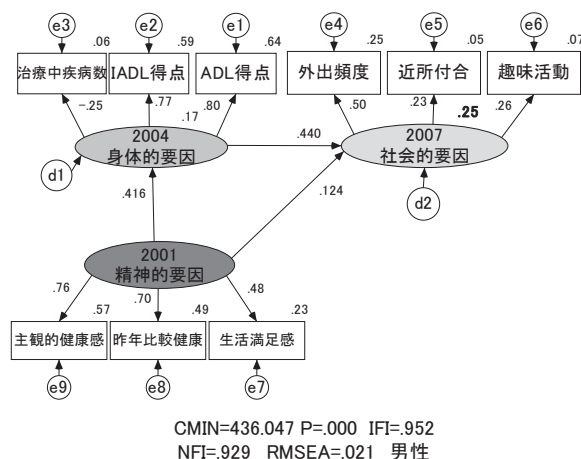 e3 e2 e1 e4 e5 e6
.06 .59 .64 .25 .05 .07
治療中疾病数 IADL得点 ADL得点 外出頻度 近所付合 趣味活動
-.25 .77 .17 .80 .50 .23 .25 .26
2004
身体的要因
2007
社会的要因
.440
d1
d2
.416
.124
2001
精神的要因
.76 .70 .48
.57 .49 .23
主観的健康感 昨年比較健康 生活満足感
e9 e8 e7
CMIN=436.047 P=.000 IFI=.952
NFI=.929 RMSEA=.021 男性